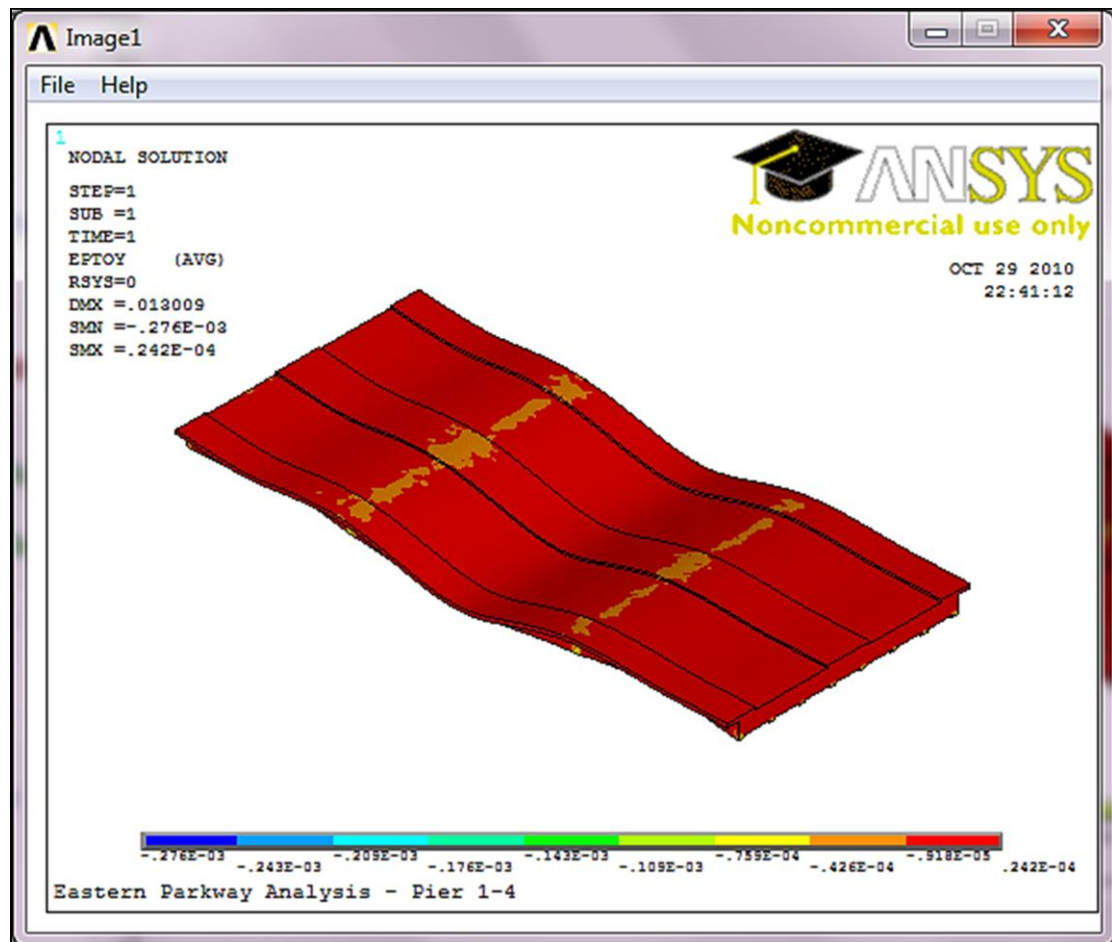 Image1
File Help
1
NODAL SOLUTION
STEP=1
SUB =1
TIME=1
EPTOY (AVG)
RSYS=0
DMX =.013009
SMN =-.276E-03
SMX =.242E-04
ANSYS
Noncommercial use only
OCT 29 2010
22:41:12
-.276E-03 -.209E-03 -.143E-03 -.759E-04 -.918E-05
-.243E-03 -.176E-03 -.109E-03 -.426E-04 .242E-04
Eastern Parkway Analysis - Pier 1-4